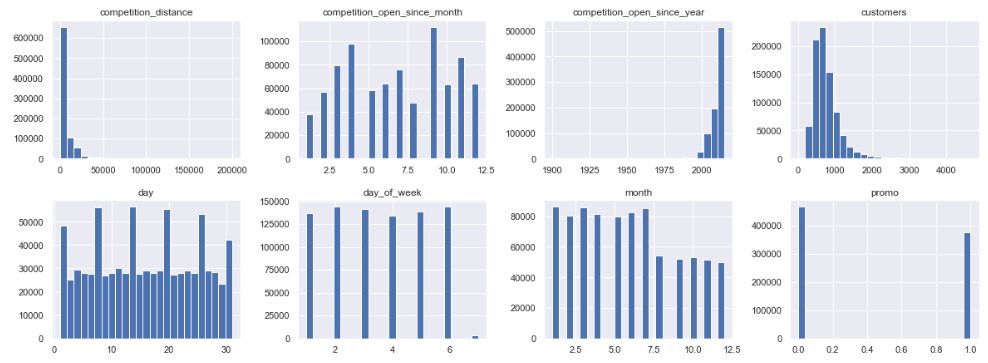 competition_distance
600000
500000
400000
300000
200000
100000
0
0 50000 100000 150000 200000
competition_open_since_month
100000
80000
60000
40000
20000
0
2.5 5.0 7.5 10.0 12.5
competition_open_since_year
500000
400000
300000
200000
100000
0
1900 1925 1950 1975 2000
customers
200000
150000
100000
50000
0
0 1000 2000 3000 4000
day
50000
40000
30000
20000
10000
0
0 10 20 30
day_of_week
150000
125000
100000
75000
50000
25000
0
2 4 6
month
80000
60000
40000
20000
0
2.5 5.0 7.5 10.0 12.5
promo
400000
300000
200000
100000
0
0.0 0.2 0.4 0.6 0.8 1.0